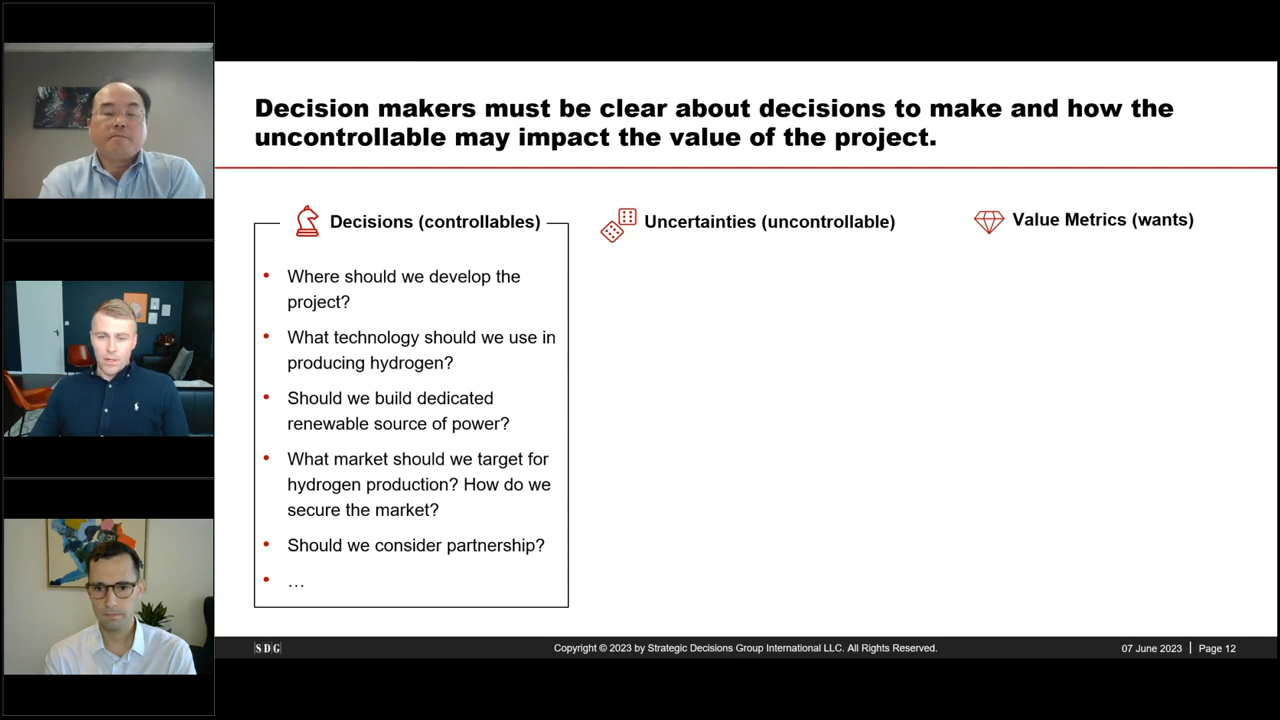 Decision makers must be clear about decisions to make and how the
uncontrollable may impact the value of the project.
Decisions (controllables)
• Where should we develop the
project?
• What technology should we use in
producing hydrogen?
• Should we build dedicated
renewable source of power?
• What market should we target for
hydrogen production? How do we
secure the market?
• Should we consider partnership?
• …
Uncertainties (uncontrollable)
Value Metrics (wants)
SDG
Copyright © 2023 by Strategic Decisions Group International LLC. All Rights Reserved.
07 June 2023 | Page 12